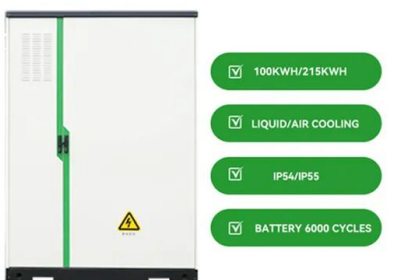 100KWH/215KWH
LIQUID/AIR COOLING
IP54/IP55
BATTERY 6000 CYCLES